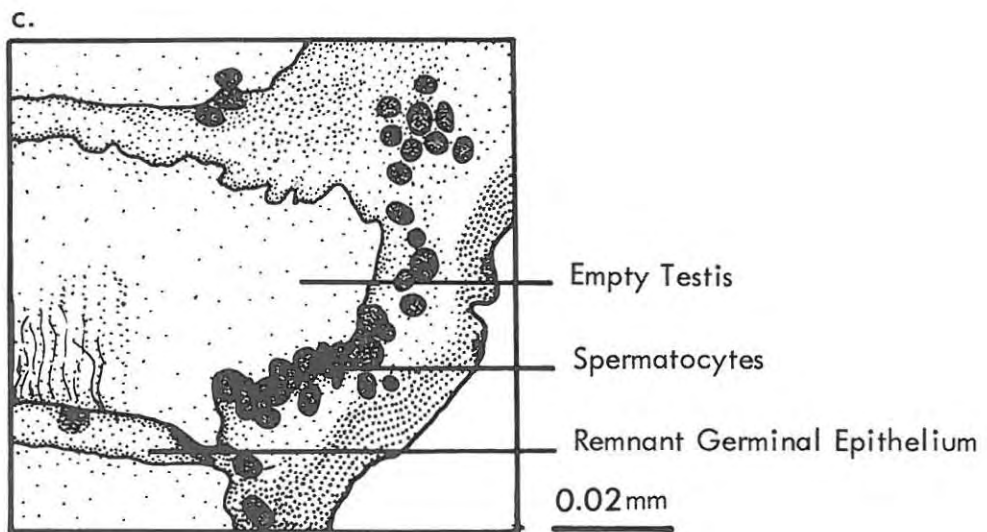 c.
Empty Testis
Spermatocytes
Remnant Germinal Epithelium
0.02 mm